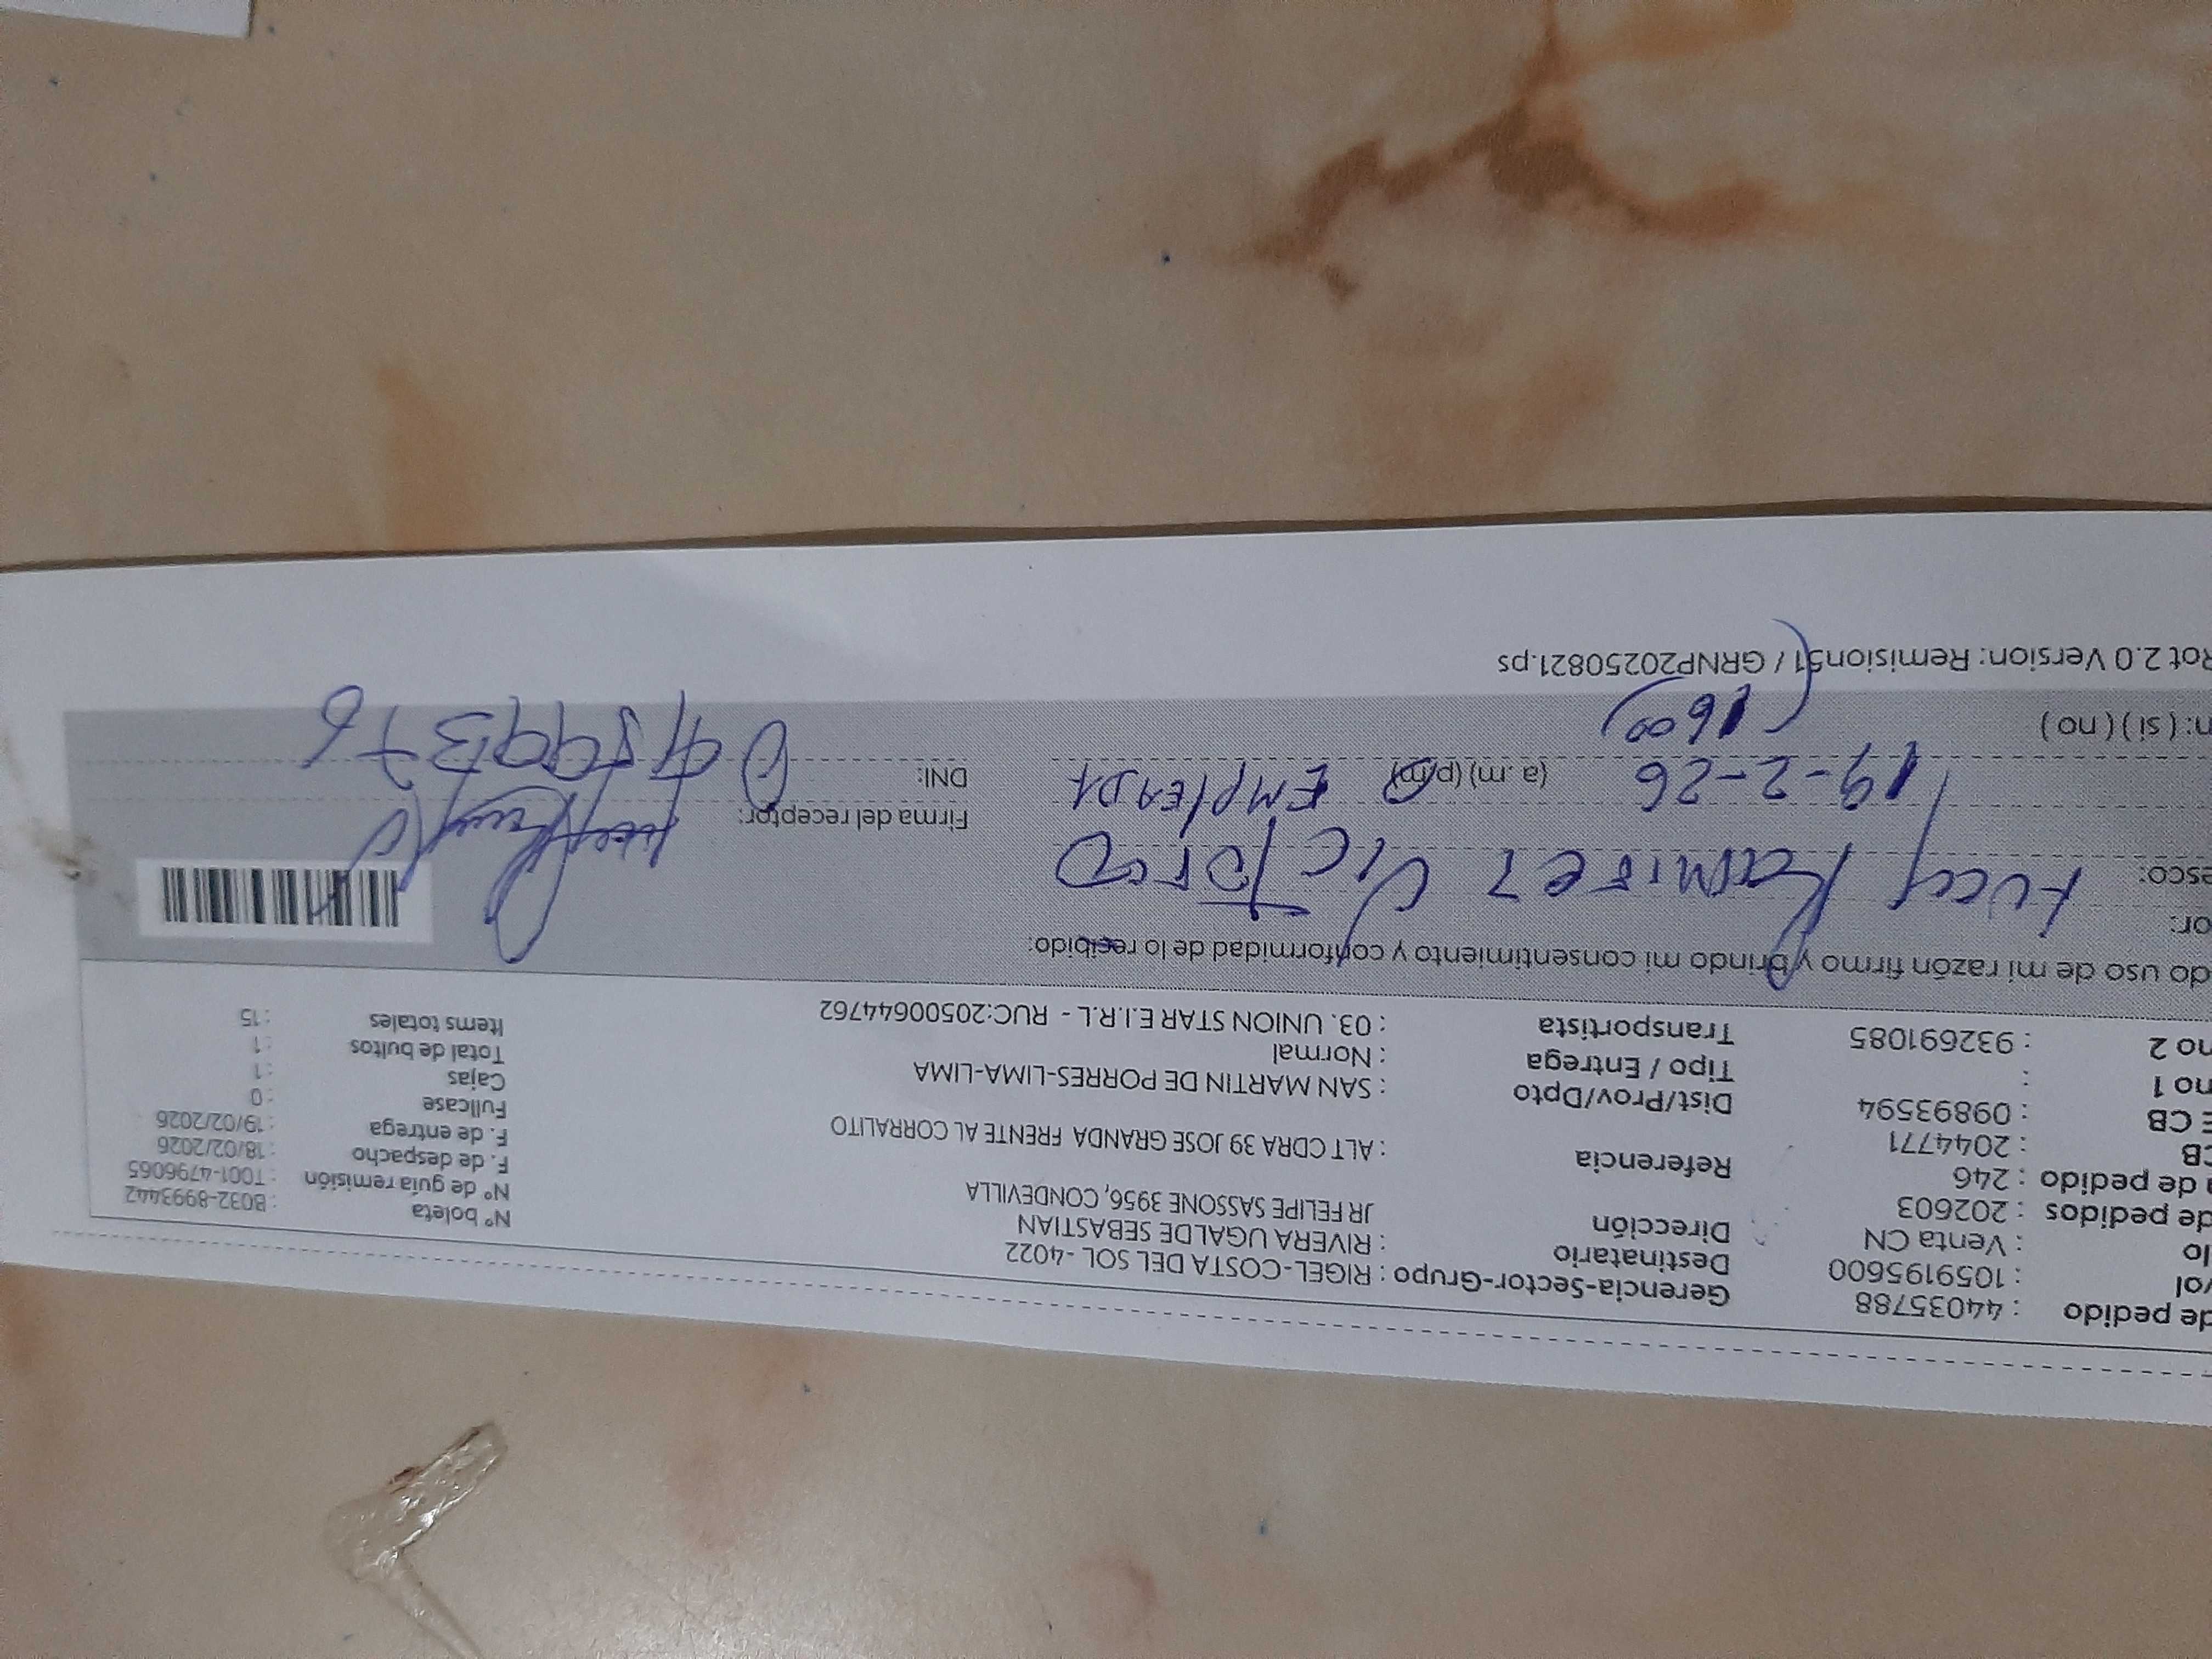 de pedido : 44035788
vol : 1059195600
lo : Venta CN
de pedidos : 202603
a de pedido : 246
CB : 2044771
E CB : 09893594
no 1 :
no 2 : 932691085
Gerencia-Sector-Grupo : RIGEL-COSTA DEL SOL -4022
Destinatario : RIVERA UGALDE SEBASTIAN
Dirección JR FELIPE SASSONE 3956, CONDEVILLA
Referencia : ALT CDRA 39 JOSE GRANDA FRENTE AL CORRALITO
Dist/Prov/Dpto : SAN MARTIN DE PORRES-LIMA-LIMA
Tipo / Entrega : Normal
Transportista : 03. UNION STAR E.I.R.L - RUC:20500644762
N° boleta : B032-8993442
N° de guía remisión : T001-4796065
F. de despacho : 18/02/2026
F. de entrega : 19/02/2026
Fullcase : 0
Cajas : 1
Total de bultos : 1
Items totales : 15
do uso de mi razón firmo y brindo mi consentimiento y conformidad de lo recibido:
or: Lucy Ramirez Victorio
esco:
Firma del receptor:
19-2-26 (a.m) (p.m) EMPLEADA
DNI:
n: ( si ) ( no ) (1600)
Rot 2.0 Version: Remision51 / GRNP20250821.ps